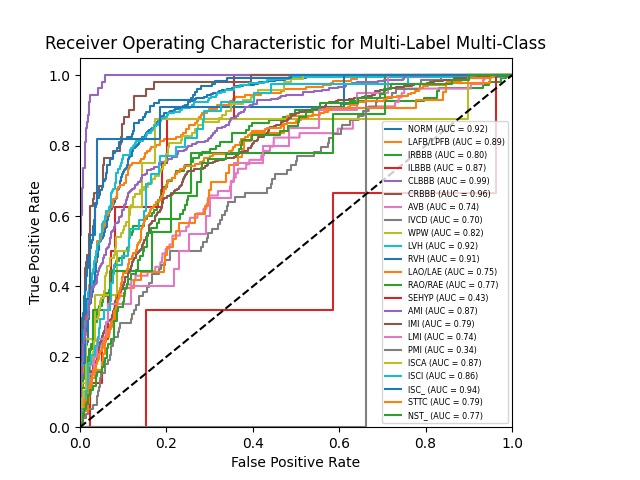 Receiver Operating Characteristic for Multi-Label Multi-Class
True Positive Rate
1.0
0.8
0.6
0.4
0.2
0.0
NORM (AUC = 0.92)
LAFB/LPFB (AUC = 0.89)
IRBBB (AUC = 0.80)
ILBBB (AUC = 0.87)
CLBBB (AUC = 0.99)
CRBBB (AUC = 0.96)
AVB (AUC = 0.74)
IVCD (AUC = 0.70)
WPW (AUC = 0.82)
LVH (AUC = 0.92)
RVH (AUC = 0.91)
LAO/LAE (AUC = 0.75)
RAO/RAE (AUC = 0.77)
SEHYP (AUC = 0.43)
AMI (AUC = 0.87)
IMI (AUC = 0.79)
LMI (AUC = 0.74)
PMI (AUC = 0.34)
ISCA (AUC = 0.87)
ISCI (AUC = 0.86)
ISC_ (AUC = 0.94)
STTC (AUC = 0.79)
NST_ (AUC = 0.77)
0.0 0.2 0.4 0.6 0.8 1.0
False Positive Rate